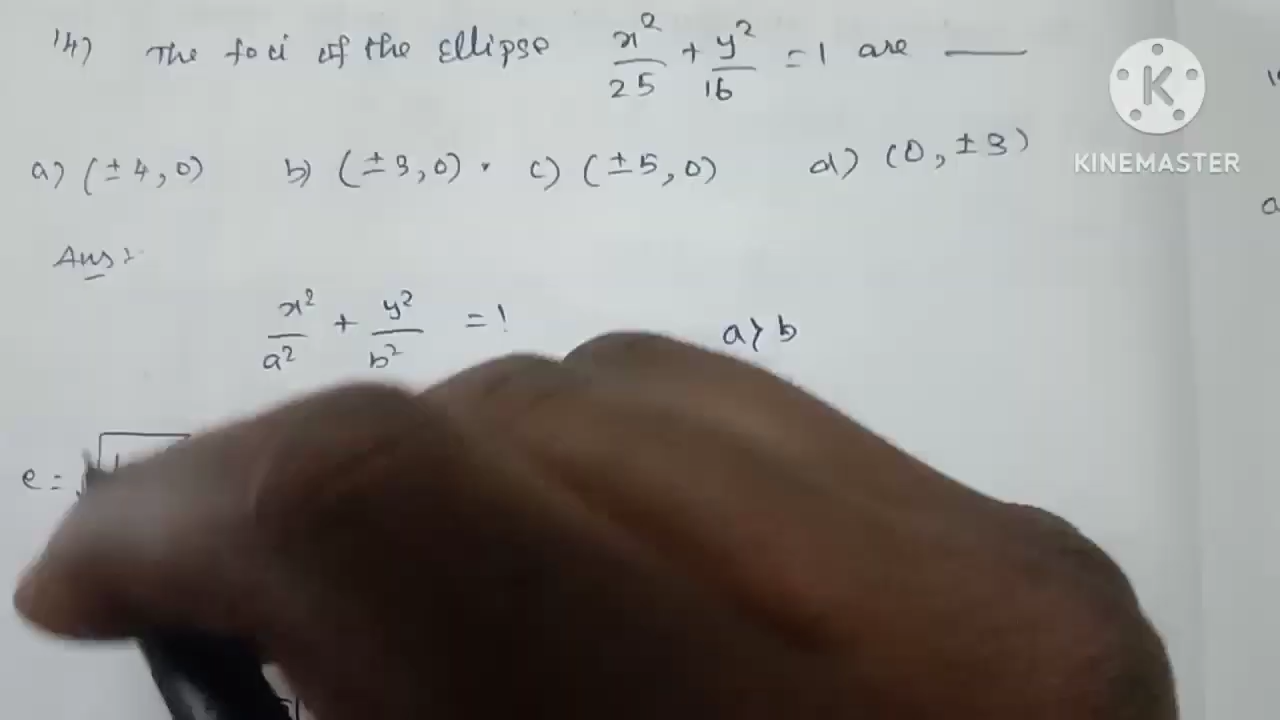 14) The foci of the Ellipse x²/25 + y²/16 = 1 are ——
a) (±4,0) b) (±3,0) . c) (±5,0) d) (0,±3)
K
KINEMASTER
Ans :
x²/a² + y²/b² = 1 a > b
e = √